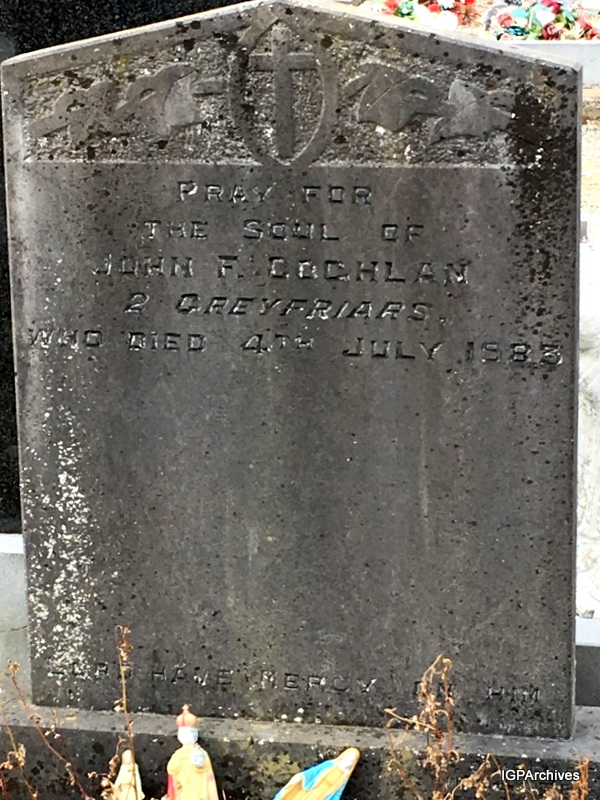 PRAY FOR
THE SOUL OF
JOHN F. COGHLAN
2 GREYFRIARS.
WHO DIED 4TH JULY 1983
LORD HAVE MERCY ON HIM
IGPArchives